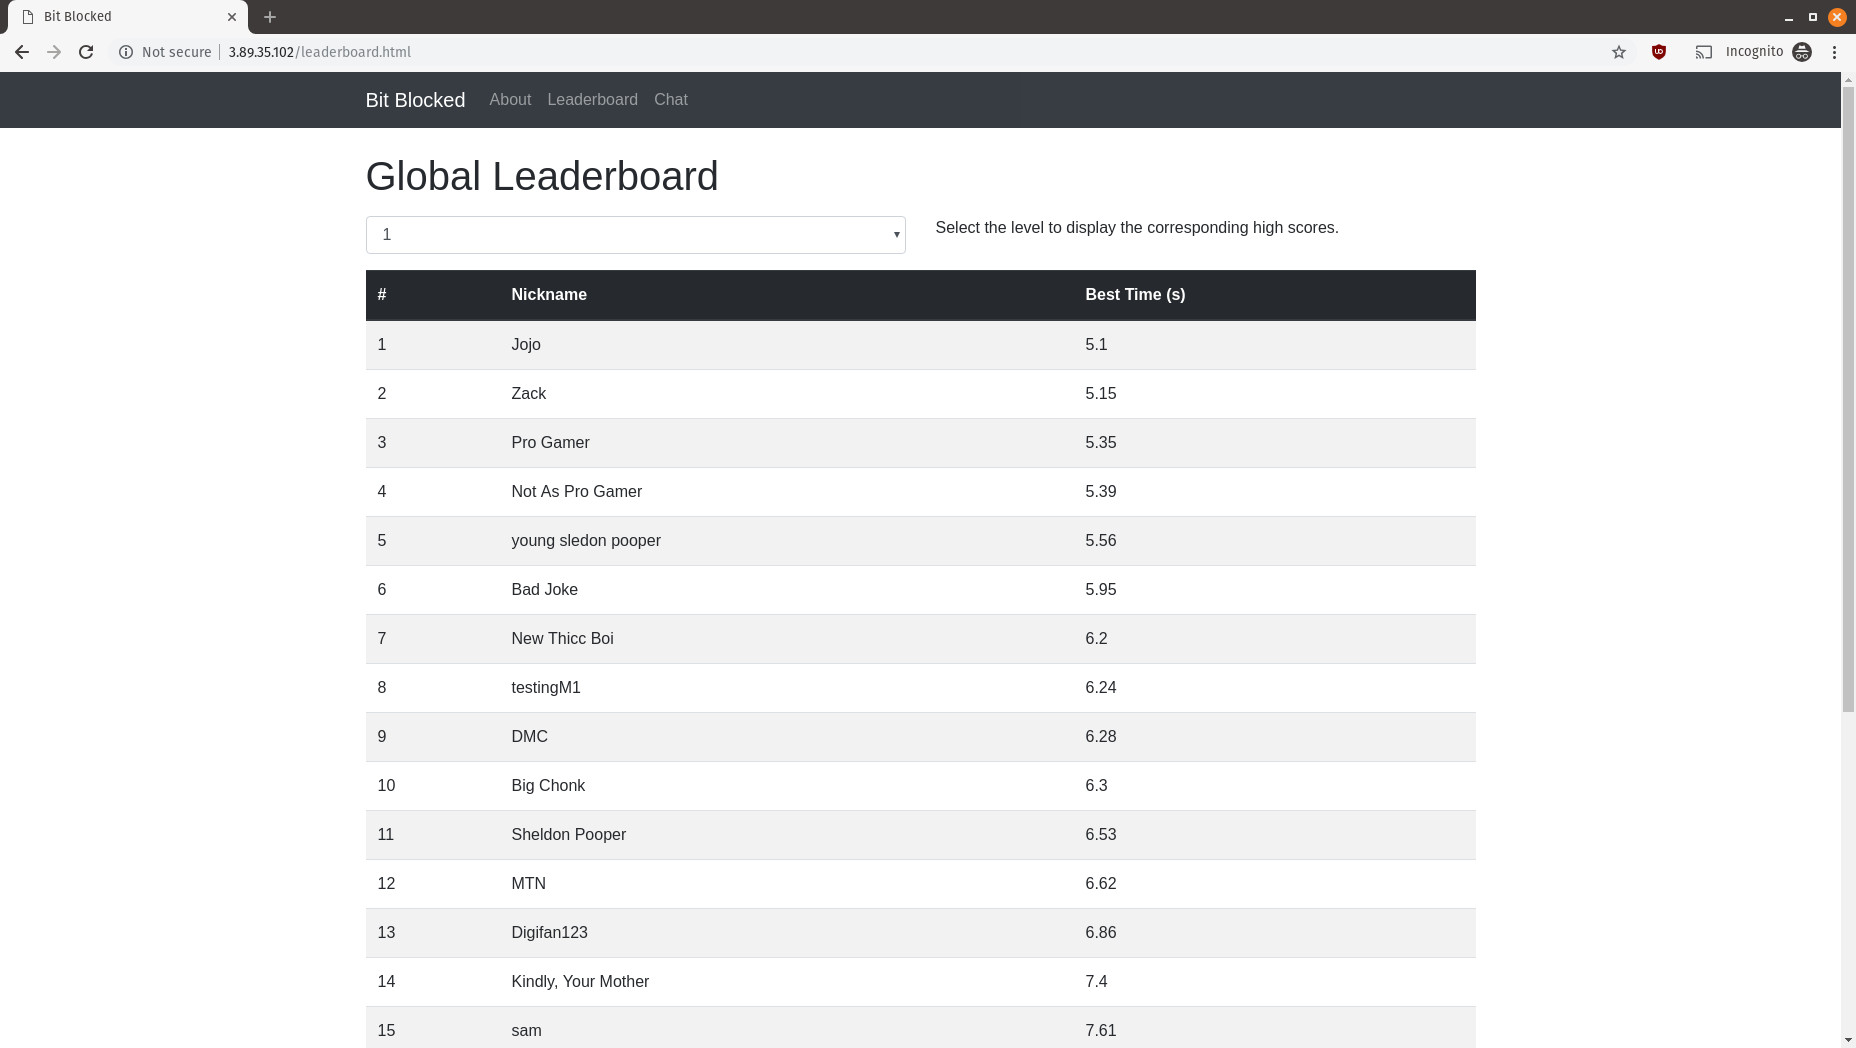 Bit Blocked
Not secure 3.89.35.102/leaderboard.html Incognito
Bit Blocked About Leaderboard Chat
Global Leaderboard
1 Select the level to display the corresponding high scores.
# Nickname Best Time (s)
1 Jojo 5.1
2 Zack 5.15
3 Pro Gamer 5.35
4 Not As Pro Gamer 5.39
5 young sledon pooper 5.56
6 Bad Joke 5.95
7 New Thicc Boi 6.2
8 testingM1 6.24
9 DMC 6.28
10 Big Chonk 6.3
11 Sheldon Pooper 6.53
12 MTN 6.62
13 Digifan123 6.86
14 Kindly, Your Mother 7.4
15 sam 7.61